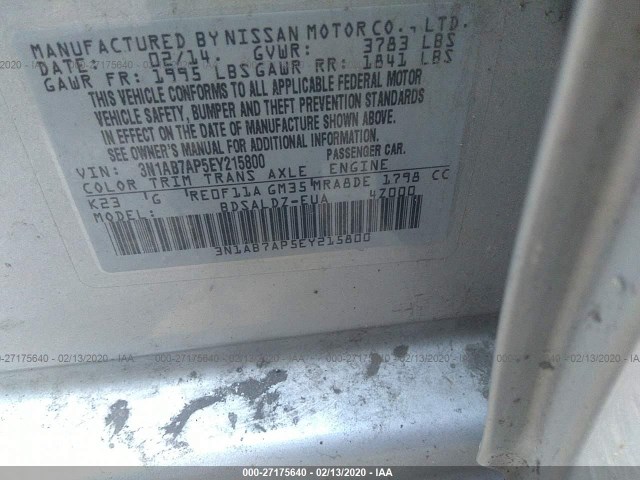 MANUFACTURED BY NISSAN MOTOR CO., LTD.
DATE: 02/14. GVWR: 3783 LBS
GAWR FR: 1995 LBS GAWR RR: 1841 LBS
THIS VEHICLE CONFORMS TO ALL APPLICABLE FEDERAL MOTOR
VEHICLE SAFETY, BUMPER AND THEFT PREVENTION STANDARDS
IN EFFECT ON THE DATE OF MANUFACTURE SHOWN ABOVE.
SEE OWNER'S MANUAL FOR ADDITIONAL INFORMATION.
VIN: 3N1AB7AP5EY215800 PASSENGER CAR.
COLOR TRIM TRANS AXLE ENGINE
K23 G RE0F11A GM35 MRA8DE 1,798 CC
MODEL: BDSALDZ-EUA 4Z000
3N1AB7AP5EY215800
000-27175640 - 02/13/2020 - IAA